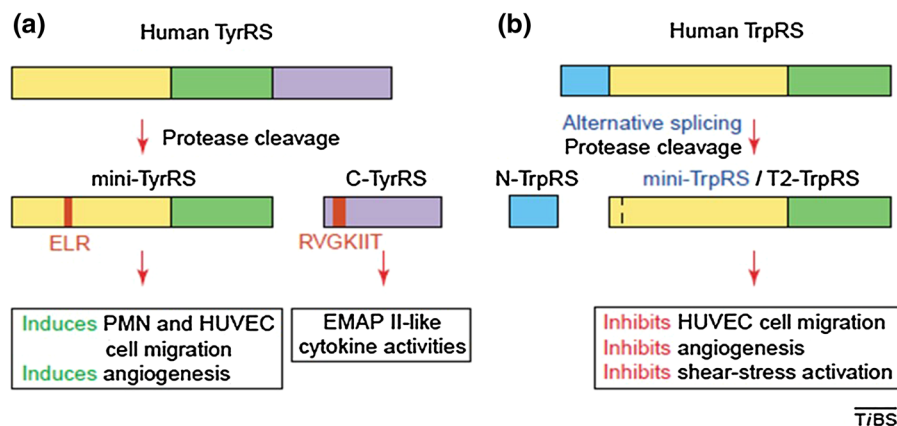 (a)
Human TyrRS
Protease cleavage
mini-TyrRS
C-TyrRS
ELR
RVGKIIT
Induces PMN and HUVEC
cell migration
Induces angiogenesis
EMAP II-like
cytokine activities
(b)
Human TrpRS
Alternative splicing
Protease cleavage
N-TrpRS
mini-TrpRS / T2-TrpRS
Inhibits HUVEC cell migration
Inhibits angiogenesis
Inhibits shear-stress activation
TiBS